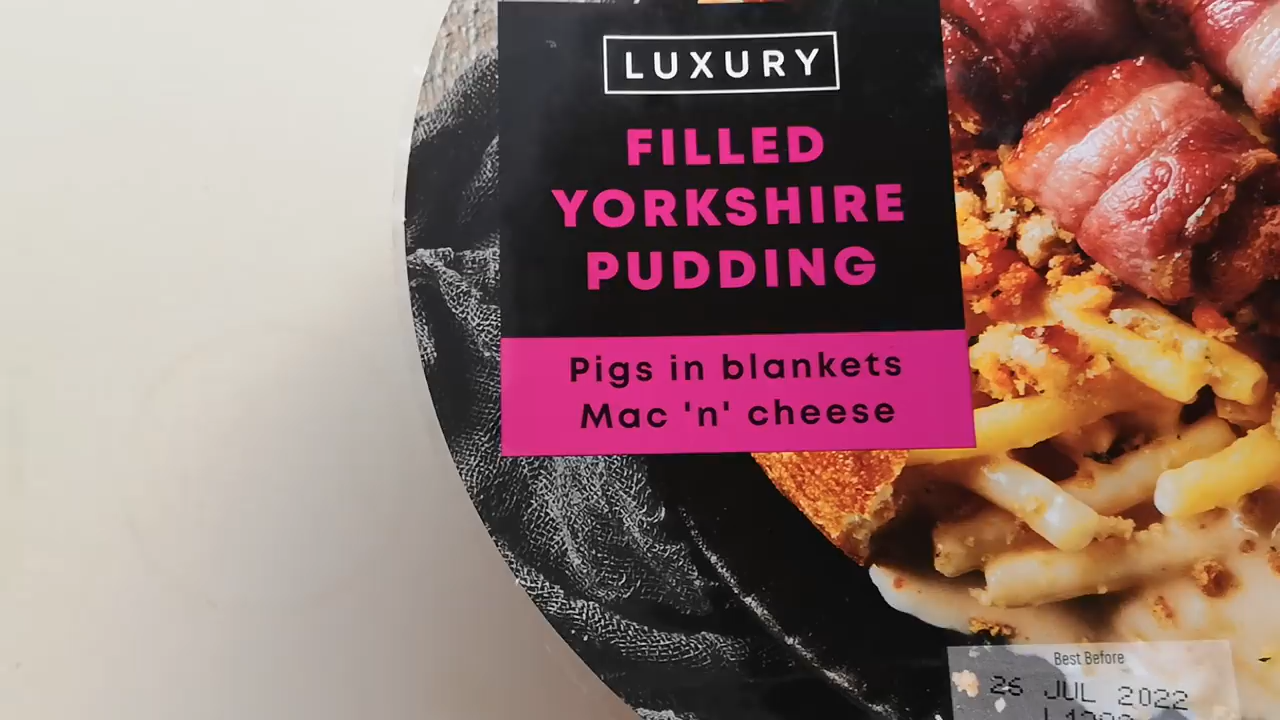 LUXURY
FILLED
YORKSHIRE
PUDDING
Pigs in blankets
Mac 'n' cheese
Best Before
26 JUL 2022